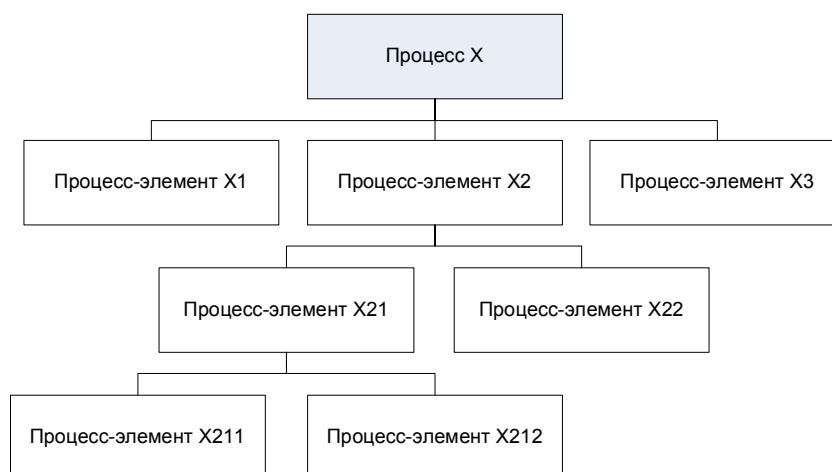 Процесс X
Процесс-элемент X1
Процесс-элемент X2
Процесс-элемент X3
Процесс-элемент X21
Процесс-элемент X22
Процесс-элемент X211
Процесс-элемент X212